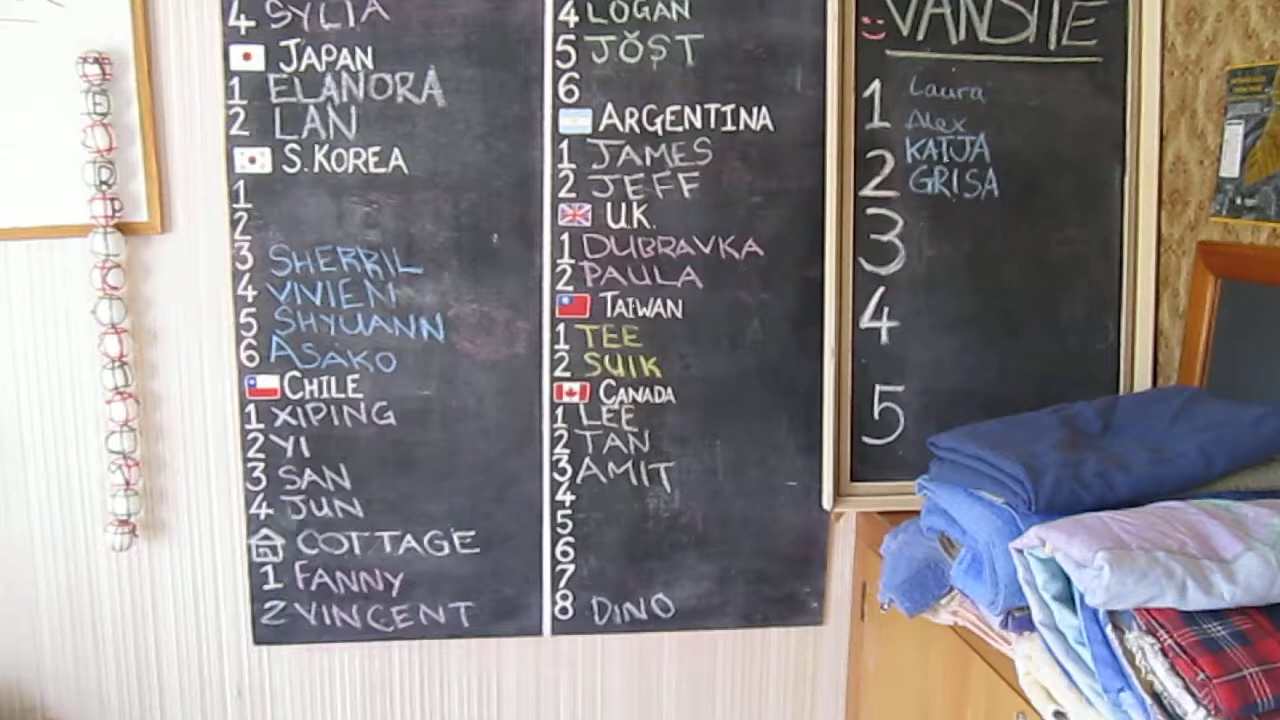 4 SYLIA
JAPAN
1 ELANORA
2 LAN
S.KOREA
1
2
3 SHERRIL
4 VIVIEN
5 SHYUANN
6 ASAKO
CHILE
1 XIPING
2 YI
3 SAN
4 JUN
COTTAGE
1 FANNY
2 VINCENT
4 LOGAN
5 JŎST
6
ARGENTINA
1 JAMES
2 JEFF
U.K.
1 DUBRAVKA
2 PAULA
TAIWAN
1 TEE
2 SUIK
CANADA
1 LEE
2 TAN
3 AMIT
4
5
6
7
8 DINO
VANSITE
1 Laura
Alex
2 KATJA
GRISA
3
4
5